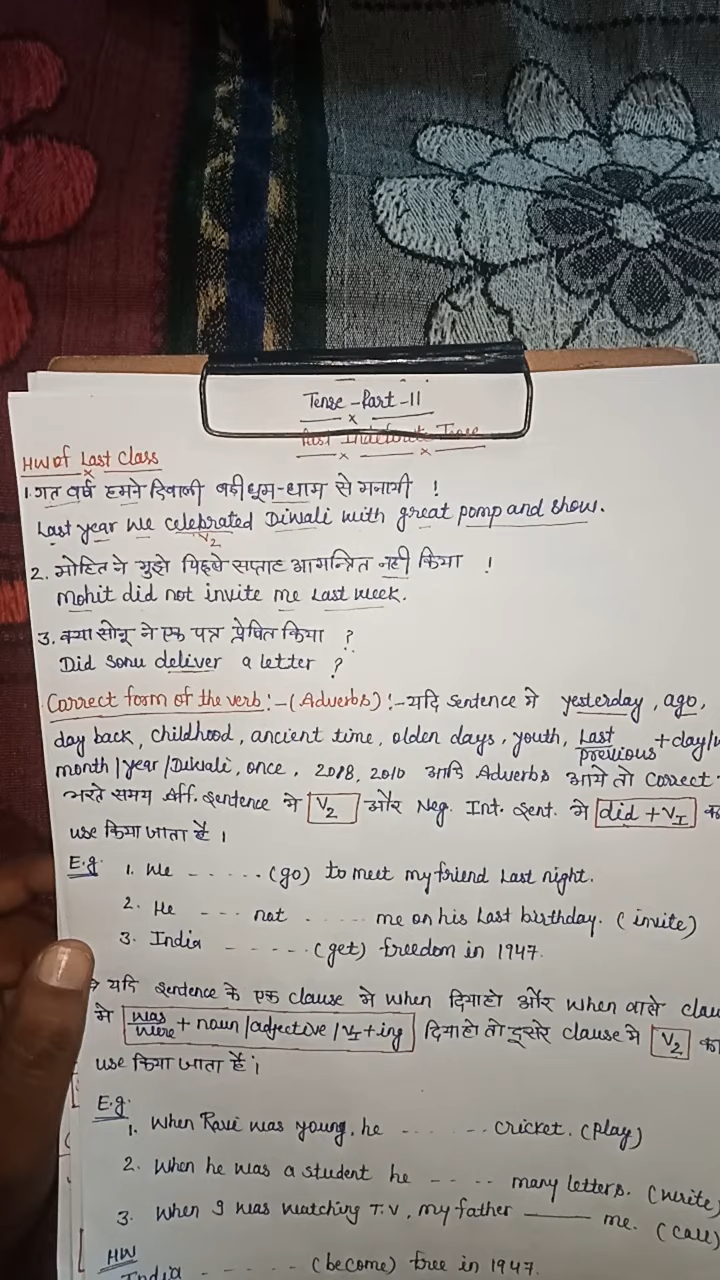 Tense-Part-II
Past Indefinite Tense
HW of Last Class
1. गत वर्ष हमने दिवाली बड़ी धूम-धाम से मनायी !
Last year we celebrated Diwali with great pomp and show.
V2
2. मोहित ने मुझे पिछले सप्ताह आमन्त्रित नहीं किया !
Mohit did not invite me Last week.
3. क्या सोनू ने एक पत्र प्रेषित किया ?
Did sonu deliver a letter ?
Correct form of the verb:-(Adverbs):-यदि sentence मे yesterday, ago,
day back, childhood, ancient time, olden days, youth, Last/previous + day/
month/year/Diwali, once, 2018, 2010 आदि Adverbs आये तो Correct
भरते समय Aff. sentence मे V2 और Neg. Int. Sent. मे did + VI
use किया जाता है।
E.g. 1. We ----- (go) to meet my friend Last night.
2. He --- not ---- me on his Last birthday. (invite)
3. India ------ (get) freedom in 1947.
यदि sentence के एक clause मे when दिया हो और when वाले
मे was/were + noun/adjective/VI+ing दिया हो तो दूसरे clause मे V2
use किया जाता है।
E.g.
1. When Ravi was young, he ------ cricket. (play)
2. When he was a student he ---- many letters. (write)
3. When I was watching T.V, my father ____ me. (call)
HW
India ----- (become) free in 1947.